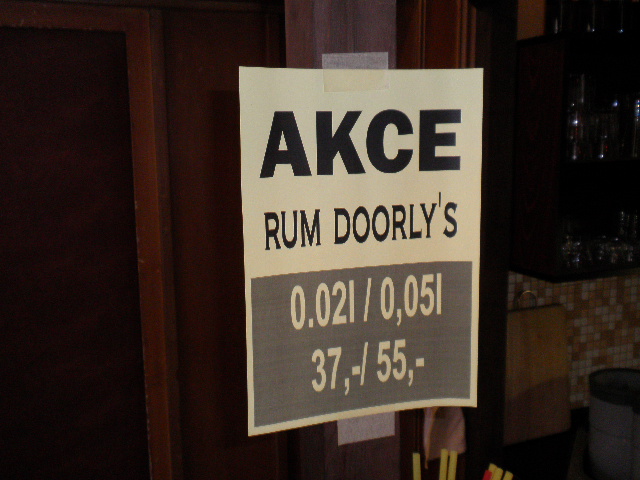 AKCE
RUM DOORLY'S
0.02l / 0,05l
37,-/ 55,-